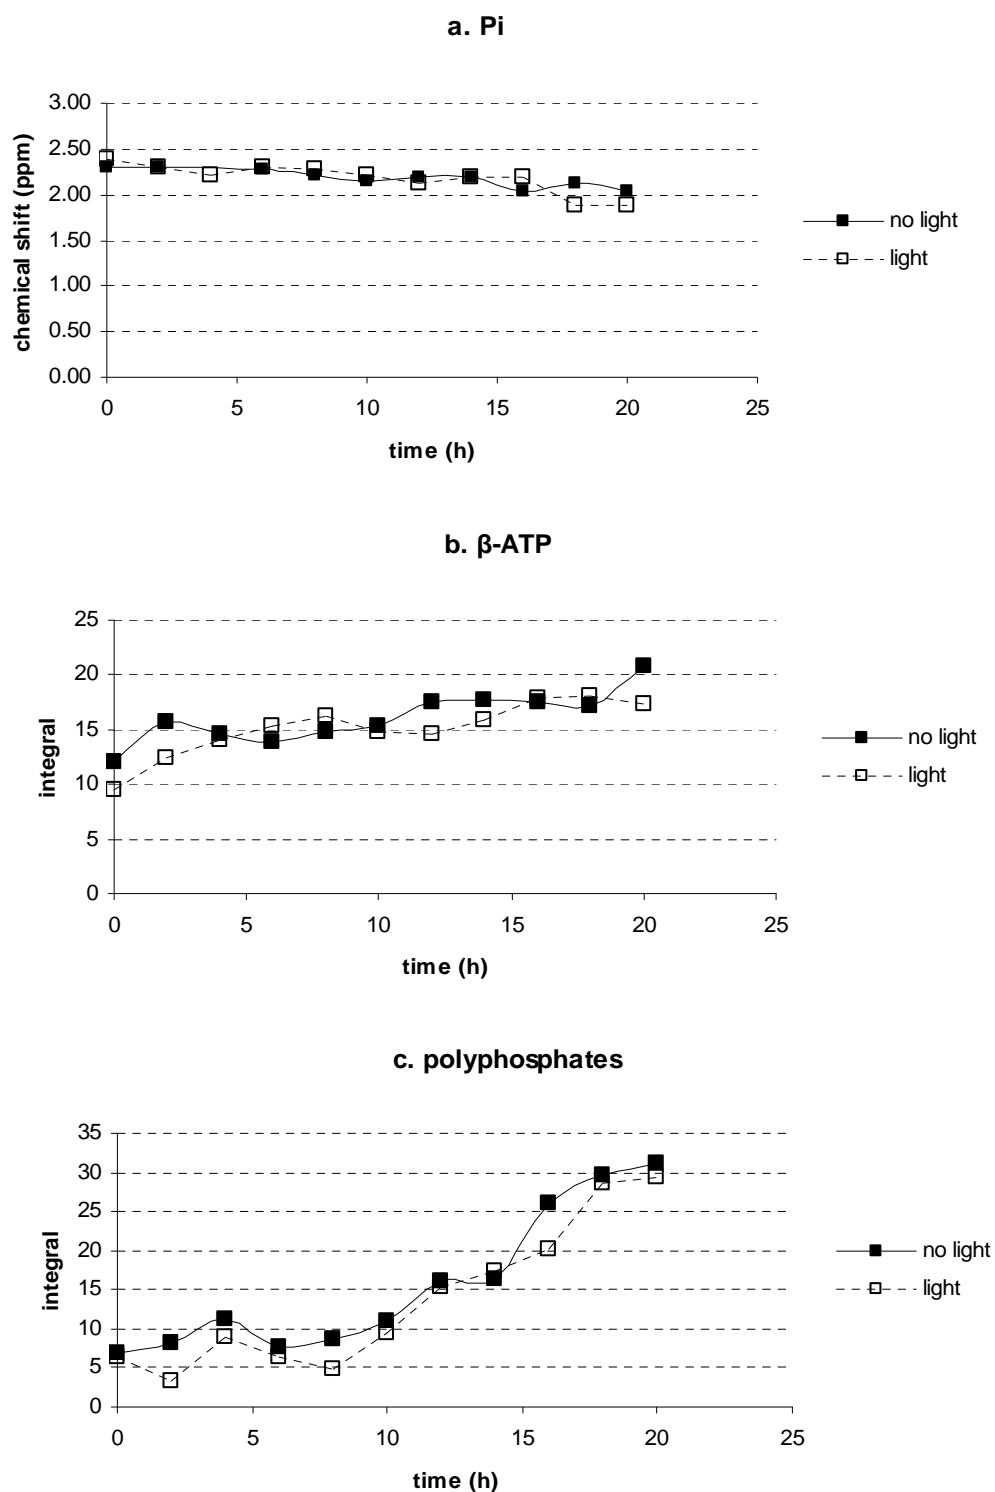 a. Pi
3.00
2.50
2.00
1.50
1.00
0.50
0.00
chemical shift (ppm)
0 5 10 15 20 25
time (h)
no light
light
b. β-ATP
25
20
15
10
5
0
integral
0 5 10 15 20 25
time (h)
no light
light
c. polyphosphates
35
30
25
20
15
10
5
0
integral
0 5 10 15 20 25
time (h)
no light
light